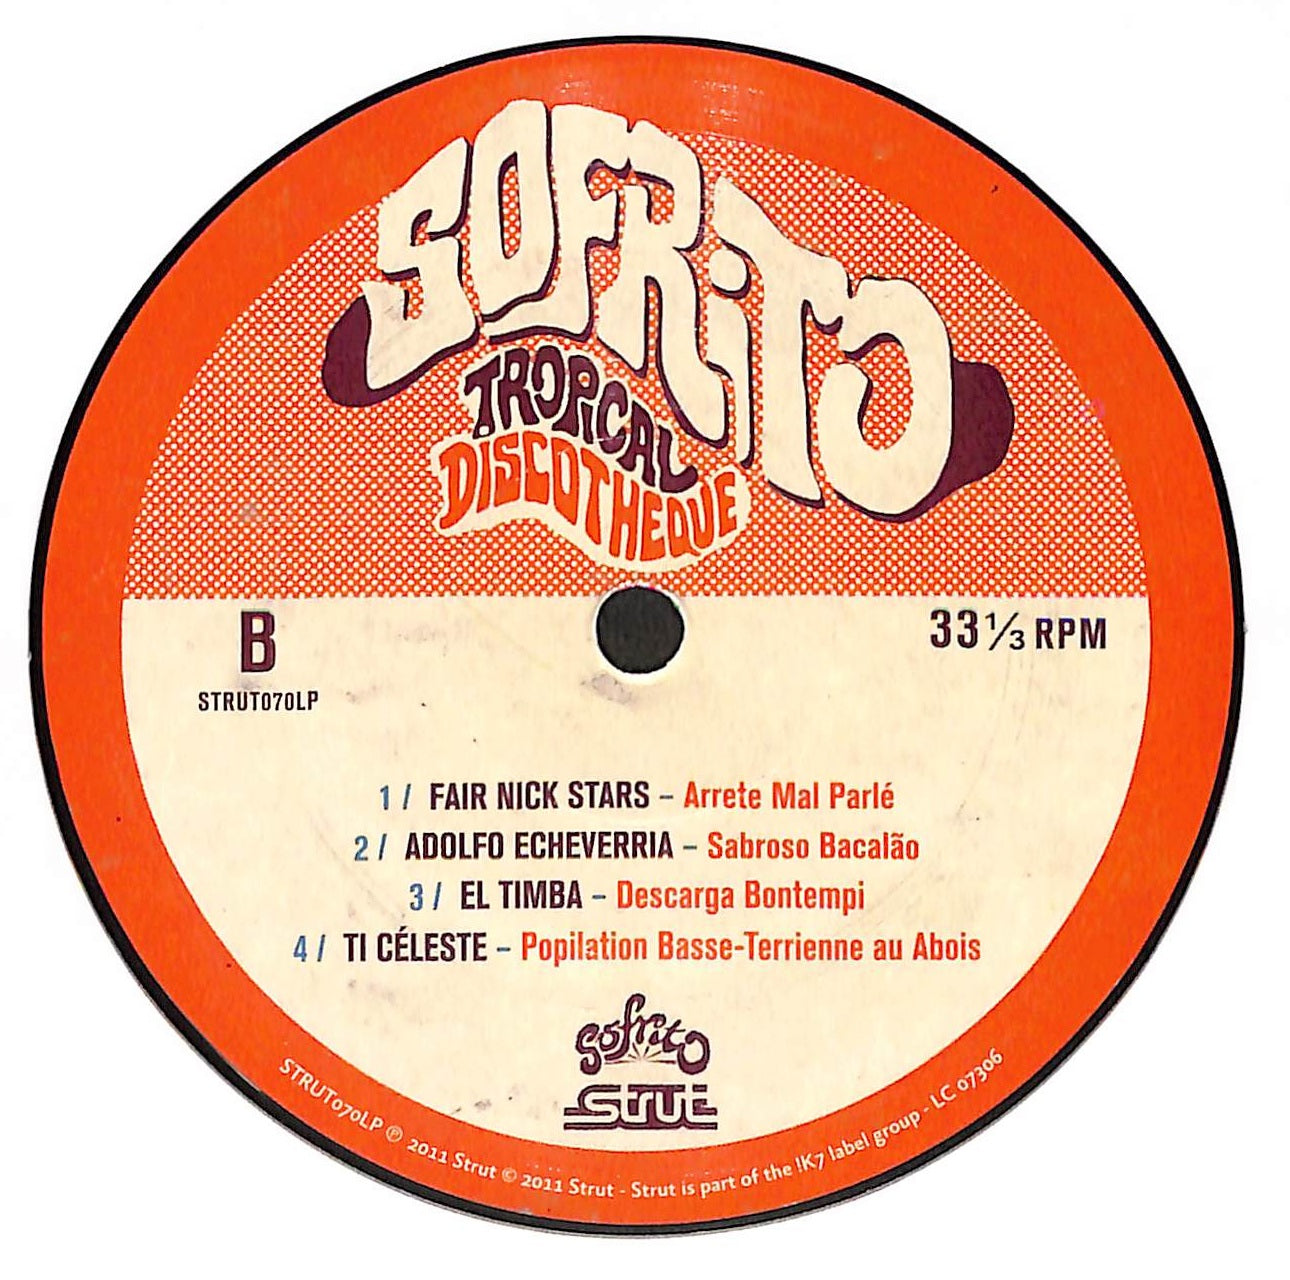 SOFRiTO
TROPiCAL
DISCOTHEQUE
B
33 1/3 RPM
STRUT070LP
1 / FAIR NICK STARS – Arrete Mal Parlé
2 / ADOLFO ECHEVERRIA – Sabroso Bacalão
3 / EL TIMBA – Descarga Bontempi
4 / TI CÉLESTE – Popilation Basse-Terrienne au Abois
sofrito
strut
STRUT070LP ℗ 2011 Strut © 2011 Strut - Strut is part of the !K7 label group - LC 07306